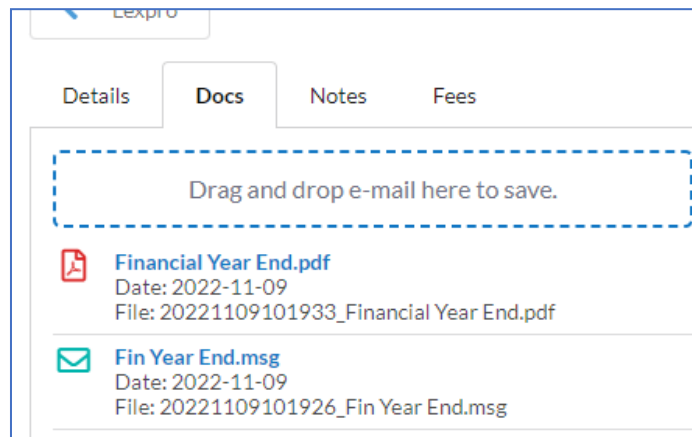 Lexpro
Details Docs Notes Fees
Drag and drop e-mail here to save.
Financial Year End.pdf
Date: 2022-11-09
File: 20221109101933_Financial Year End.pdf
Fin Year End.msg
Date: 2022-11-09
File: 20221109101926_Fin Year End.msg